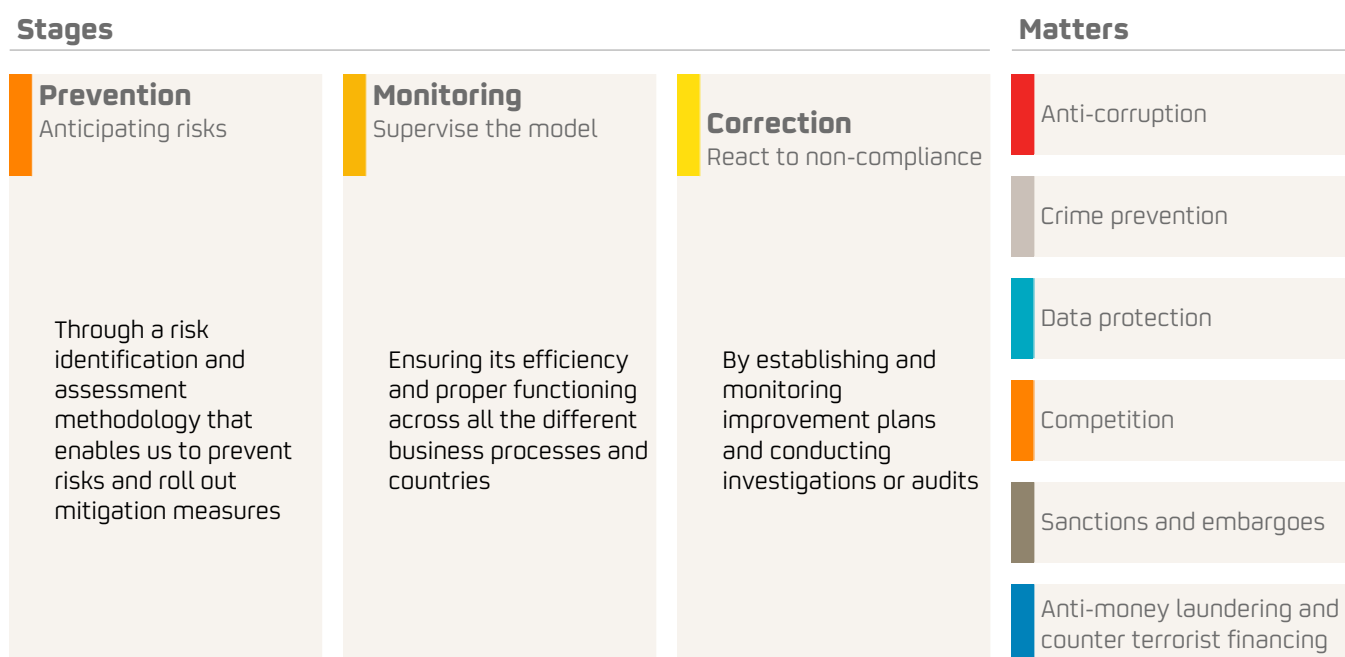 Stages
Prevention
Anticipating risks
Through a risk
identification and
assessment
methodology that
enables us to prevent
risks and roll out
mitigation measures
Monitoring
Supervise the model
Ensuring its efficiency
and proper functioning
across all the different
business processes and
countries
Correction
React to non-compliance
By establishing and
monitoring
improvement plans
and conducting
investigations or audits
Matters
Anti-corruption
Crime prevention
Data protection
Competition
Sanctions and embargoes
Anti-money laundering and
counter terrorist financing